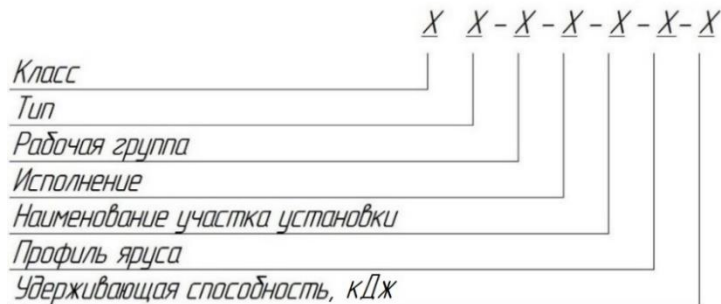 X X - X - X - X - X - X
Класс
Тип
Рабочая группа
Исполнение
Наименование участка установки
Профиль яруса
Удерживающая способность, кДж